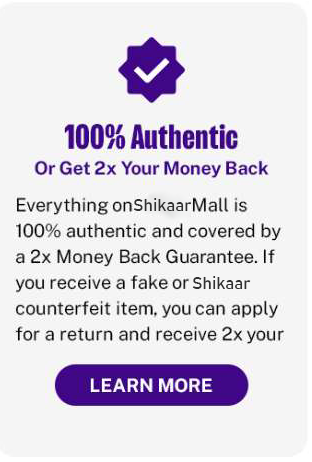 100% Authentic
Or Get 2x Your Money Back
Everything onShikaarMall is
100% authentic and covered by
a 2x Money Back Guarantee. If
you receive a fake or Shikaar
counterfeit item, you can apply
for a return and receive 2x your
LEARN MORE